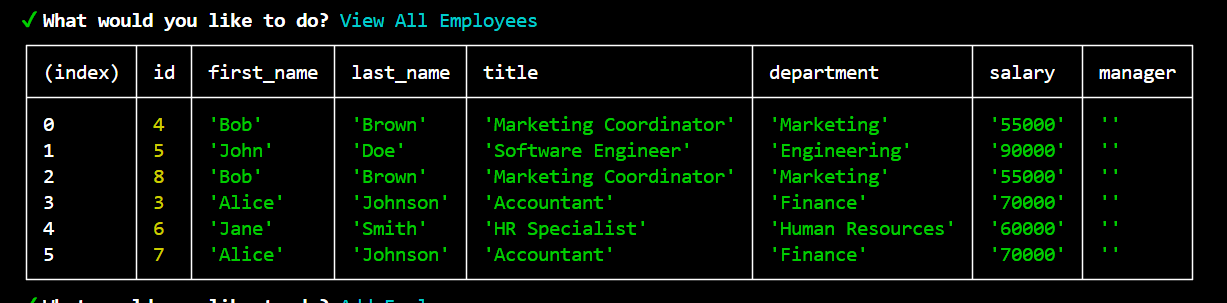 ✓ What would you like to do? View All Employees
(index) id first_name last_name title department salary manager
0 4 'Bob' 'Brown' 'Marketing Coordinator' 'Marketing' '55000' ''
1 5 'John' 'Doe' 'Software Engineer' 'Engineering' '90000' ''
2 8 'Bob' 'Brown' 'Marketing Coordinator' 'Marketing' '55000' ''
3 3 'Alice' 'Johnson' 'Accountant' 'Finance' '70000' ''
4 6 'Jane' 'Smith' 'HR Specialist' 'Human Resources' '60000' ''
5 7 'Alice' 'Johnson' 'Accountant' 'Finance' '70000' ''